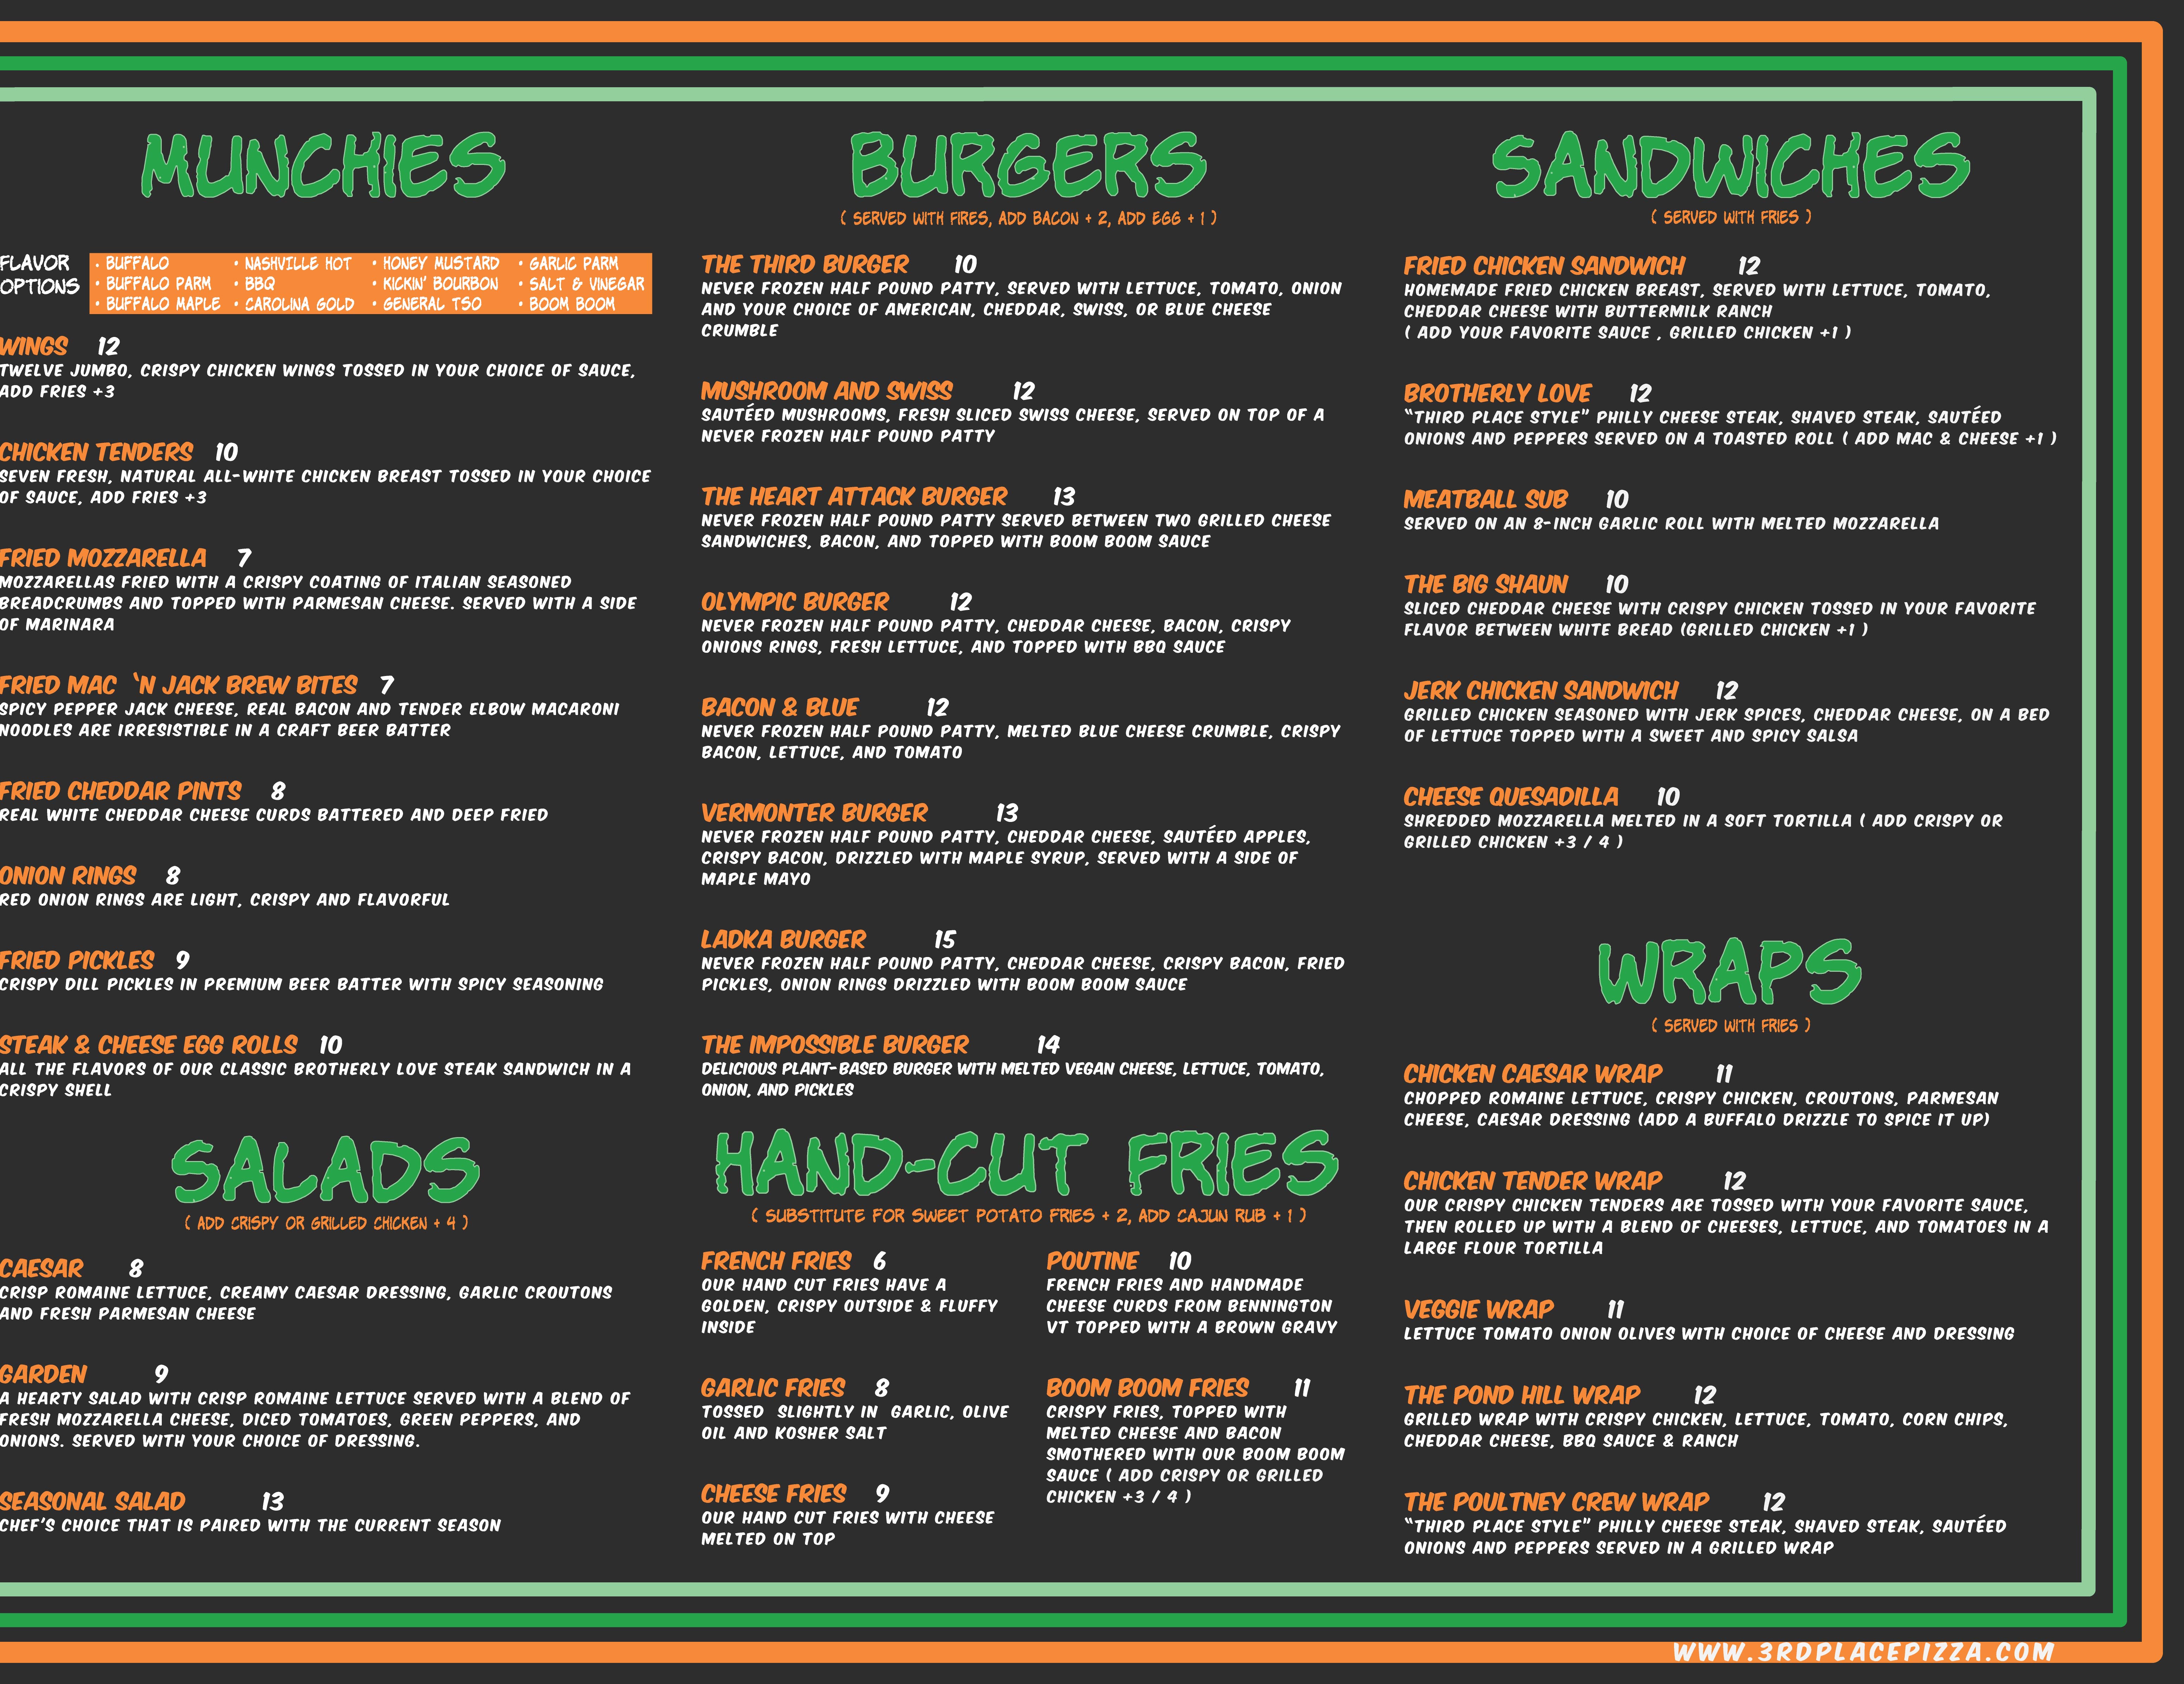 MUNCHIES
FLAVOR
OPTIONS
• BUFFALO
• BUFFALO PARM
• BUFFALO MAPLE
• NASHVILLE HOT
• BBQ
• CAROLINA GOLD
• HONEY MUSTARD
• KICKIN' BOURBON
• GENERAL TSO
• GARLIC PARM
• SALT & VINEGAR
• BOOM BOOM
WINGS 12
TWELVE JUMBO, CRISPY CHICKEN WINGS TOSSED IN YOUR CHOICE OF SAUCE,
ADD FRIES +3
CHICKEN TENDERS 10
SEVEN FRESH, NATURAL ALL-WHITE CHICKEN BREAST TOSSED IN YOUR CHOICE
OF SAUCE, ADD FRIES +3
FRIED MOZZARELLA 7
MOZZARELLAS FRIED WITH A CRISPY COATING OF ITALIAN SEASONED
BREADCRUMBS AND TOPPED WITH PARMESAN CHEESE. SERVED WITH A SIDE
OF MARINARA
FRIED MAC 'N JACK BREW BITES 7
SPICY PEPPER JACK CHEESE, REAL BACON AND TENDER ELBOW MACARONI
NOODLES ARE IRRESISTIBLE IN A CRAFT BEER BATTER
FRIED CHEDDAR PINTS 8
REAL WHITE CHEDDAR CHEESE CURDS BATTERED AND DEEP FRIED
ONION RINGS 8
RED ONION RINGS ARE LIGHT, CRISPY AND FLAVORFUL
FRIED PICKLES 9
CRISPY DILL PICKLES IN PREMIUM BEER BATTER WITH SPICY SEASONING
STEAK & CHEESE EGG ROLLS 10
ALL THE FLAVORS OF OUR CLASSIC BROTHERLY LOVE STEAK SANDWICH IN A
CRISPY SHELL
SALADS
( ADD CRISPY OR GRILLED CHICKEN + 4 )
CAESAR 8
CRISP ROMAINE LETTUCE, CREAMY CAESAR DRESSING, GARLIC CROUTONS
AND FRESH PARMESAN CHEESE
GARDEN 9
A HEARTY SALAD WITH CRISP ROMAINE LETTUCE SERVED WITH A BLEND OF
FRESH MOZZARELLA CHEESE, DICED TOMATOES, GREEN PEPPERS, AND
ONIONS. SERVED WITH YOUR CHOICE OF DRESSING.
SEASONAL SALAD 13
CHEF'S CHOICE THAT IS PAIRED WITH THE CURRENT SEASON
BURGERS
( SERVED WITH FIRES, ADD BACON + 2, ADD EGG + 1 )
THE THIRD BURGER 10
NEVER FROZEN HALF POUND PATTY, SERVED WITH LETTUCE, TOMATO, ONION
AND YOUR CHOICE OF AMERICAN, CHEDDAR, SWISS, OR BLUE CHEESE
CRUMBLE
MUSHROOM AND SWISS 12
SAUTÉED MUSHROOMS, FRESH SLICED SWISS CHEESE, SERVED ON TOP OF A
NEVER FROZEN HALF POUND PATTY
THE HEART ATTACK BURGER 13
NEVER FROZEN HALF POUND PATTY SERVED BETWEEN TWO GRILLED CHEESE
SANDWICHES, BACON, AND TOPPED WITH BOOM BOOM SAUCE
OLYMPIC BURGER 12
NEVER FROZEN HALF POUND PATTY, CHEDDAR CHEESE, BACON, CRISPY
ONIONS RINGS, FRESH LETTUCE, AND TOPPED WITH BBQ SAUCE
BACON & BLUE 12
NEVER FROZEN HALF POUND PATTY, MELTED BLUE CHEESE CRUMBLE, CRISPY
BACON, LETTUCE, AND TOMATO
VERMONTER BURGER 13
NEVER FROZEN HALF POUND PATTY, CHEDDAR CHEESE, SAUTÉED APPLES,
CRISPY BACON, DRIZZLED WITH MAPLE SYRUP, SERVED WITH A SIDE OF
MAPLE MAYO
LADKA BURGER 15
NEVER FROZEN HALF POUND PATTY, CHEDDAR CHEESE, CRISPY BACON, FRIED
PICKLES, ONION RINGS DRIZZLED WITH BOOM BOOM SAUCE
THE IMPOSSIBLE BURGER 14
DELICIOUS PLANT-BASED BURGER WITH MELTED VEGAN CHEESE, LETTUCE, TOMATO,
ONION, AND PICKLES
HAND-CUT FRIES
( SUBSTITUTE FOR SWEET POTATO FRIES + 2, ADD CAJUN RUB + 1 )
FRENCH FRIES 6
OUR HAND CUT FRIES HAVE A
GOLDEN, CRISPY OUTSIDE & FLUFFY
INSIDE
GARLIC FRIES 8
TOSSED SLIGHTLY IN GARLIC, OLIVE
OIL AND KOSHER SALT
CHEESE FRIES 9
OUR HAND CUT FRIES WITH CHEESE
MELTED ON TOP
POUTINE 10
FRENCH FRIES AND HANDMADE
CHEESE CURDS FROM BENNINGTON
VT TOPPED WITH A BROWN GRAVY
BOOM BOOM FRIES 11
CRISPY FRIES, TOPPED WITH
MELTED CHEESE AND BACON
SMOTHERED WITH OUR BOOM BOOM
SAUCE ( ADD CRISPY OR GRILLED
CHICKEN +3 / 4 )
SANDWICHES
( SERVED WITH FRIES )
FRIED CHICKEN SANDWICH 12
HOMEMADE FRIED CHICKEN BREAST, SERVED WITH LETTUCE, TOMATO,
CHEDDAR CHEESE WITH BUTTERMILK RANCH
( ADD YOUR FAVORITE SAUCE , GRILLED CHICKEN +1 )
BROTHERLY LOVE 12
"THIRD PLACE STYLE" PHILLY CHEESE STEAK, SHAVED STEAK, SAUTÉED
ONIONS AND PEPPERS SERVED ON A TOASTED ROLL ( ADD MAC & CHEESE +1 )
MEATBALL SUB 10
SERVED ON AN 8-INCH GARLIC ROLL WITH MELTED MOZZARELLA
THE BIG SHAUN 10
SLICED CHEDDAR CHEESE WITH CRISPY CHICKEN TOSSED IN YOUR FAVORITE
FLAVOR BETWEEN WHITE BREAD (GRILLED CHICKEN +1 )
JERK CHICKEN SANDWICH 12
GRILLED CHICKEN SEASONED WITH JERK SPICES, CHEDDAR CHEESE, ON A BED
OF LETTUCE TOPPED WITH A SWEET AND SPICY SALSA
CHEESE QUESADILLA 10
SHREDDED MOZZARELLA MELTED IN A SOFT TORTILLA ( ADD CRISPY OR
GRILLED CHICKEN +3 / 4 )
WRAPS
( SERVED WITH FRIES )
CHICKEN CAESAR WRAP 11
CHOPPED ROMAINE LETTUCE, CRISPY CHICKEN, CROUTONS, PARMESAN
CHEESE, CAESAR DRESSING (ADD A BUFFALO DRIZZLE TO SPICE IT UP)
CHICKEN TENDER WRAP 12
OUR CRISPY CHICKEN TENDERS ARE TOSSED WITH YOUR FAVORITE SAUCE,
THEN ROLLED UP WITH A BLEND OF CHEESES, LETTUCE, AND TOMATOES IN A
LARGE FLOUR TORTILLA
VEGGIE WRAP 11
LETTUCE TOMATO ONION OLIVES WITH CHOICE OF CHEESE AND DRESSING
THE POND HILL WRAP 12
GRILLED WRAP WITH CRISPY CHICKEN, LETTUCE, TOMATO, CORN CHIPS,
CHEDDAR CHEESE, BBQ SAUCE & RANCH
THE POULTNEY CREW WRAP 12
"THIRD PLACE STYLE" PHILLY CHEESE STEAK, SHAVED STEAK, SAUTÉED
ONIONS AND PEPPERS SERVED IN A GRILLED WRAP
WWW.3RDPLACEPIZZA.COM